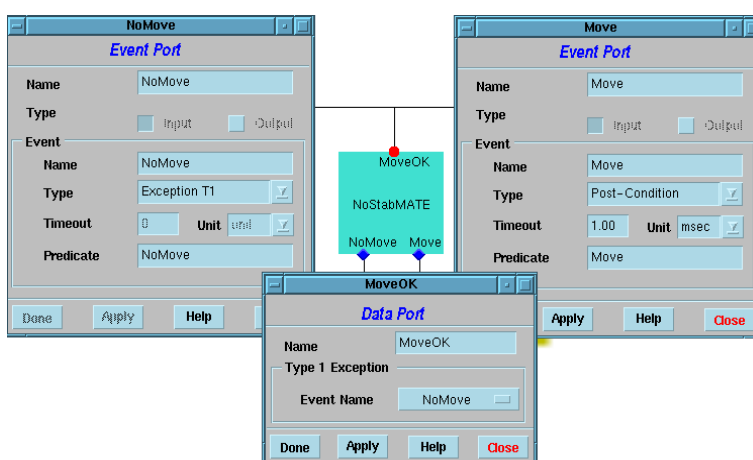 NoMove
Event Port
Name NoMove
Type Input Output
Event
Name NoMove
Type Exception T1
Timeout 0 Unit
Predicate NoMove
Done Apply Help
MoveOK
NoStabMATE
NoMove Move
Move
Event Port
Name Move
Type Input Output
Event
Name Move
Type Post-Condition
Timeout 1.00 Unit msec
Predicate Move
Apply Help Close
MoveOK
Data Port
Name MoveOK
Type 1 Exception
Event Name NoMove
Done Apply Help Close